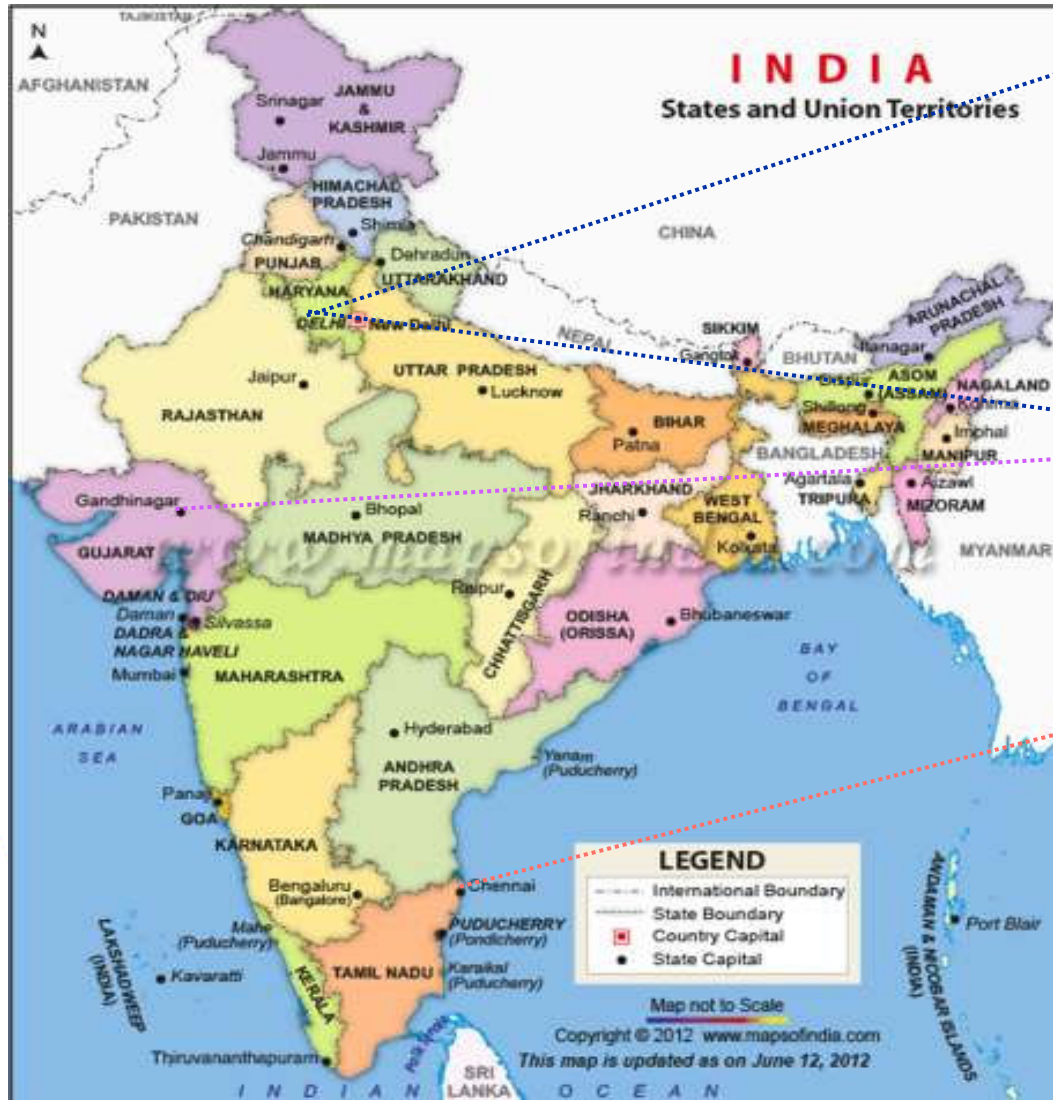 TAJIKISTAN
N
AFGHANISTAN
INDIA
States and Union Territories
JAMMU
&
KASHMIR
Srinagar
Jammu
HIMACHAL
PRADESH
PAKISTAN
Shimla
CHINA
Chandigarh
PUNJAB
Dehradun
UTTARAKHAND
HARYANA
ARUNACHAL
PRADESH
DELHI
New Delhi
NEPAL
SIKKIM
Gangtok
BHUTAN
Itanagar
UTTAR PRADESH
ASOM
(ASSAM)
Jaipur
Lucknow
NAGALAND
Kohima
RAJASTHAN
Shillong
MEGHALAYA
BIHAR
Patna
Imphal
MANIPUR
BANGLADESH
Gandhinagar
Bhopal
JHARKHAND
Ranchi
WEST
BENGAL
Agartala
TRIPURA
Aizawl
MIZORAM
MADHYA PRADESH
GUJARAT
Kolkata
www.mapsofindia.com
MYANMAR
Raipur
DAMAN & DIU
Daman
Silvassa
DADRA &
NAGAR HAVELI
CHHATTISGARH
ODISHA
(ORISSA)
Bhubaneswar
Mumbai
MAHARASHTRA
BAY
OF
BENGAL
ARABIAN
SEA
Hyderabad
Yanam
(Puducherry)
ANDHRA
PRADESH
Panaji
GOA
KARNATAKA
LEGEND
International Boundary
State Boundary
Country Capital
State Capital
Bengaluru
(Bangalore)
Chennai
Mahe
(Puducherry)
PUDUCHERRY
(Pondicherry)
LAKSHADWEEP
(INDIA)
Kavaratti
KERALA
TAMIL NADU
Karaikal
(Puducherry)
ANDAMAN & NICOBAR ISLANDS
(INDIA)
Port Blair
Map not to Scale
Copyright © 2012 www.mapsofindia.com
This map is updated as on June 12, 2012
Thiruvananthapuram
Palk Strait
SRI
LANKA
INDIAN OCEAN